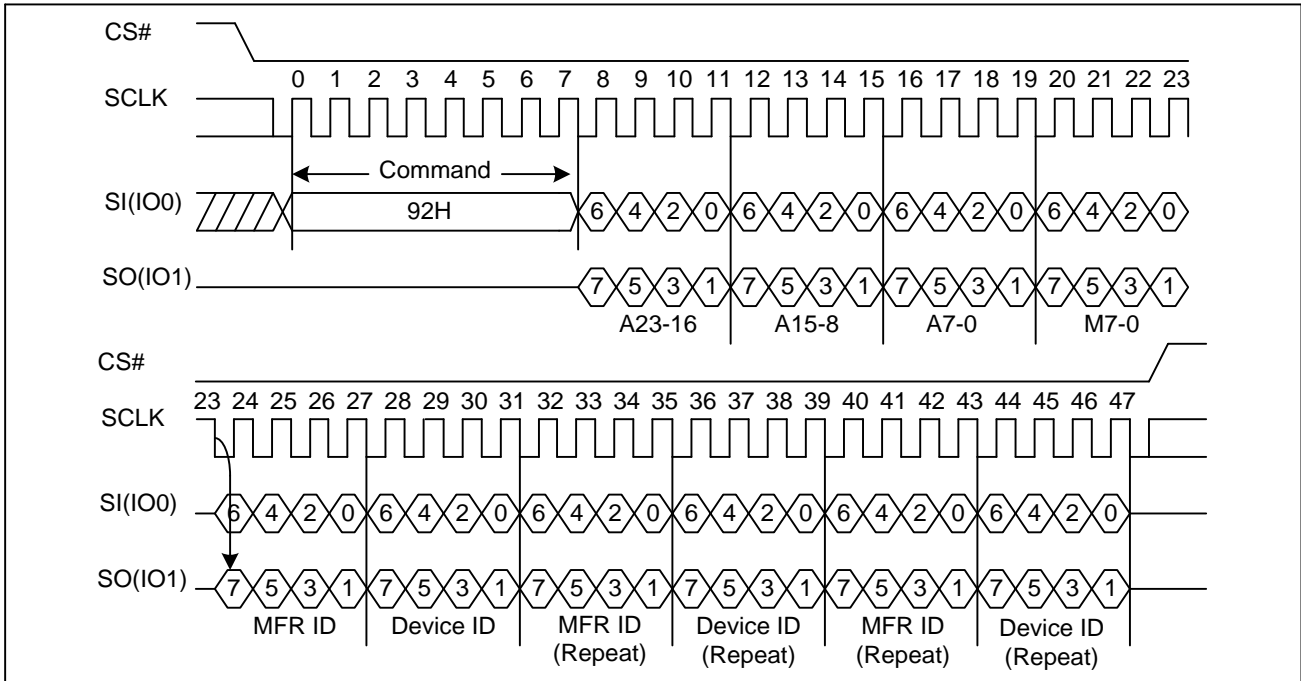 CS#
0 1 2 3 4 5 6 7 8 9 10 11 12 13 14 15 16 17 18 19 20 21 22 23
SCLK
Command
SI(IO0) 92H 6 4 2 0 6 4 2 0 6 4 2 0 6 4 2 0
SO(IO1) 7 5 3 1 7 5 3 1 7 5 3 1 7 5 3 1
A23-16 A15-8 A7-0 M7-0
CS#
23 24 25 26 27 28 29 30 31 32 33 34 35 36 37 38 39 40 41 42 43 44 45 46 47
SCLK
SI(IO0) 6 4 2 0 6 4 2 0 6 4 2 0 6 4 2 0 6 4 2 0 6 4 2 0
SO(IO1) 7 5 3 1 7 5 3 1 7 5 3 1 7 5 3 1 7 5 3 1 7 5 3 1
MFR ID Device ID MFR ID Device ID MFR ID Device ID
(Repeat) (Repeat) (Repeat) (Repeat)